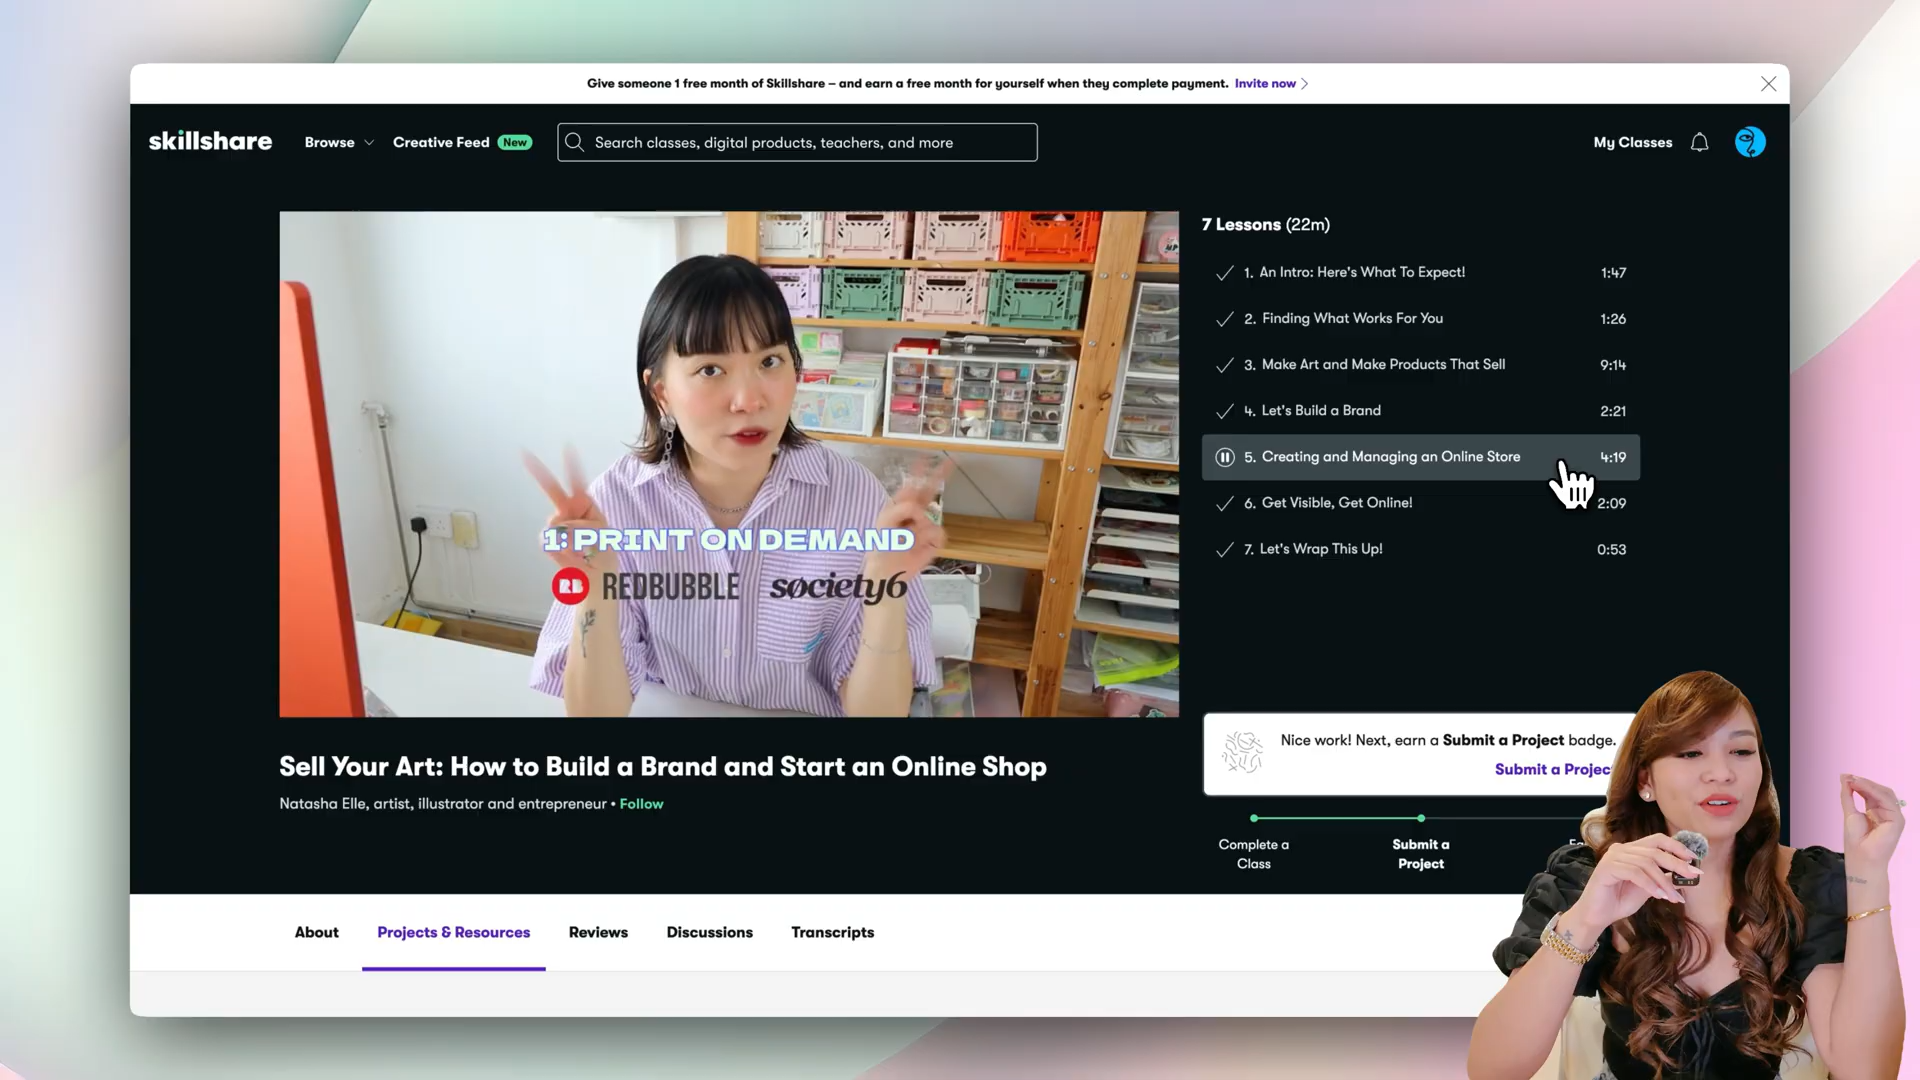 Give someone 1 free month of Skillshare – and earn a free month for yourself when they complete payment. Invite now
skillshare
Browse
Creative Feed New
Search classes, digital products, teachers, and more
My Classes
7 Lessons (22m)
1. An Intro: Here's What To Expect! 1:47
2. Finding What Works For You 1:26
3. Make Art and Make Products That Sell 9:14
4. Let's Build a Brand 2:21
5. Creating and Managing an Online Store 4:19
6. Get Visible, Get Online! 2:09
7. Let's Wrap This Up! 0:53
1: PRINT ON DEMAND
RB REDBUBBLE society6
Nice work! Next, earn a Submit a Project badge.
Submit a Projec
Sell Your Art: How to Build a Brand and Start an Online Shop
Natasha Elle, artist, illustrator and entrepreneur • Follow
Complete a
Class
Submit a
Project
About
Projects & Resources
Reviews
Discussions
Transcripts